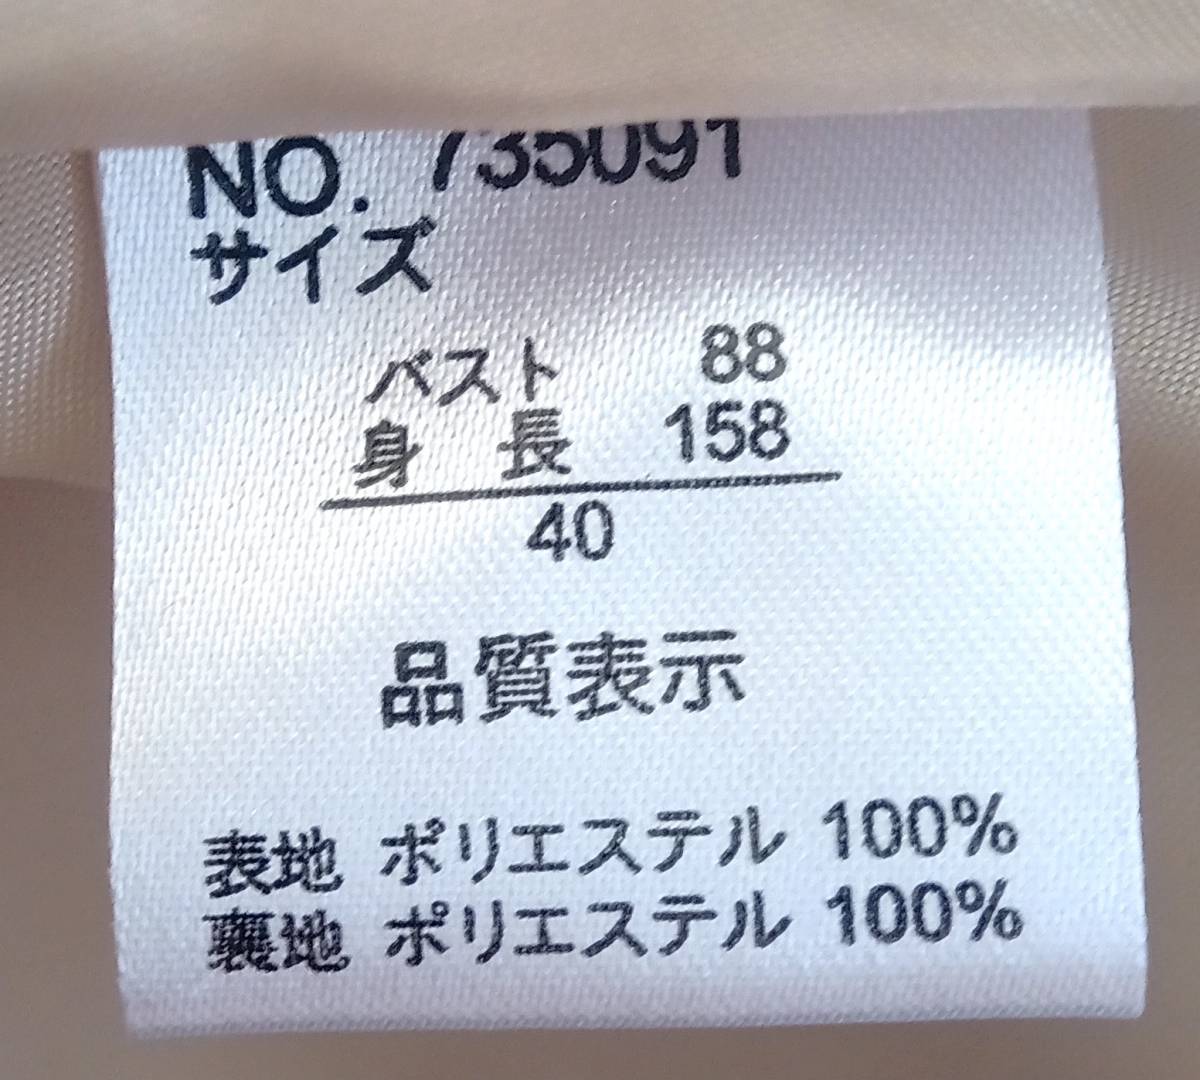 NO. 735091
サイズ
バスト 88
身長 158
40
品質表示
表地 ポリエステル 100%
裏地 ポリエステル 100%